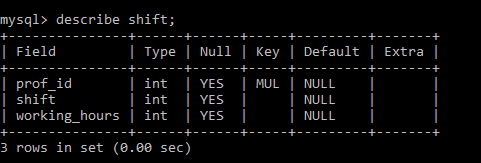 mysql> describe shift;
+---------------+------+------+-----+---------+-------+
| Field         | Type | Null | Key | Default | Extra |
+---------------+------+------+-----+---------+-------+
| prof_id       | int  | YES  | MUL | NULL    |       |
| shift         | int  | YES  |     | NULL    |       |
| working_hours | int  | YES  |     | NULL    |       |
+---------------+------+------+-----+---------+-------+
3 rows in set (0.00 sec)